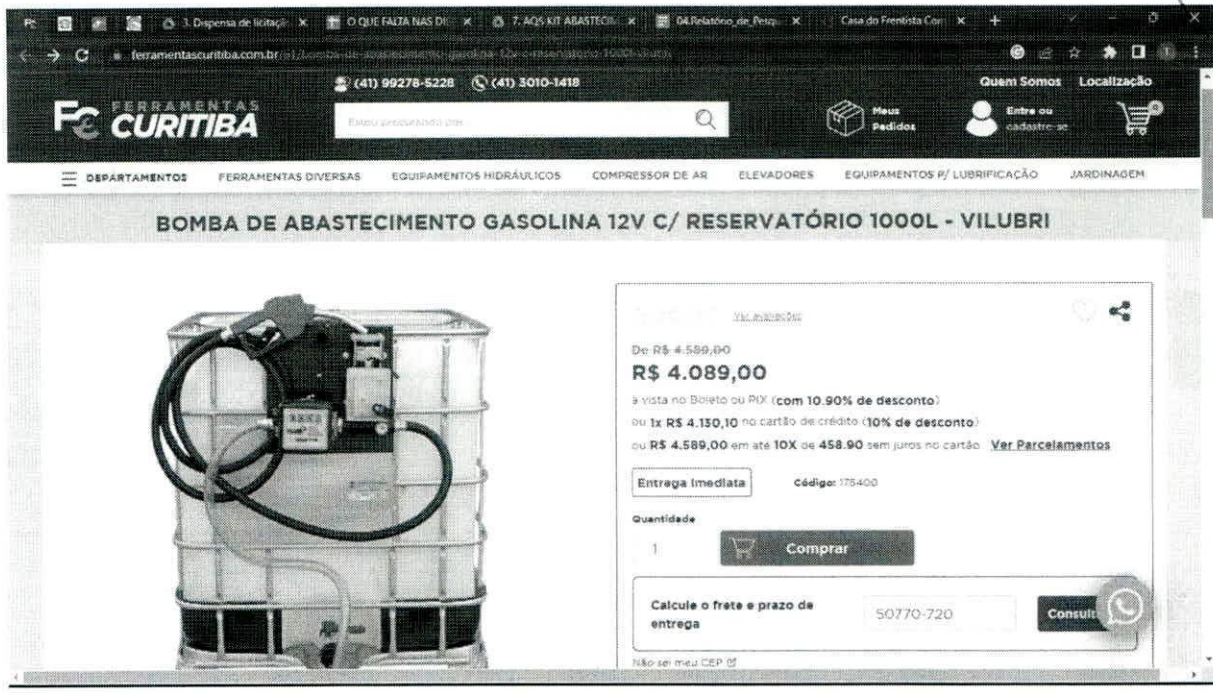 3. Dispensa de licitaçã
O QUE FALTA NAS DI
7. AQS KIT ABASTECIM
04.Relatório_de_Pesq
Casa do Frentista Com
ferramentascuritiba.com.br
(41) 99278-5228 (41) 3010-1418
Quem Somos Localização
FERRAMENTAS
CURITIBA
Estou procurando por
Meus
Pedidos
Entre ou
cadastre-se
0
DEPARTAMENTOS FERRAMENTAS DIVERSAS EQUIPAMENTOS HIDRÁULICOS COMPRESSOR DE AR ELEVADORES EQUIPAMENTOS P/ LUBRIFICAÇÃO JARDINAGEM
BOMBA DE ABASTECIMENTO GASOLINA 12V C/ RESERVATÓRIO 1000L - VILUBRI
Ver avaliações
De R$ 4.589,00
R$ 4.089,00
à vista no Boleto ou PIX (com 10.90% de desconto)
ou 1x R$ 4.130,10 no cartão de crédito (10% de desconto)
ou R$ 4.589,00 em até 10X de 458.90 sem juros no cartão Ver Parcelamentos
Entrega Imediata Código: 175400
Quantidade
1 Comprar
Calcule o frete e prazo de
entrega
50770-720
Não sei meu CEP